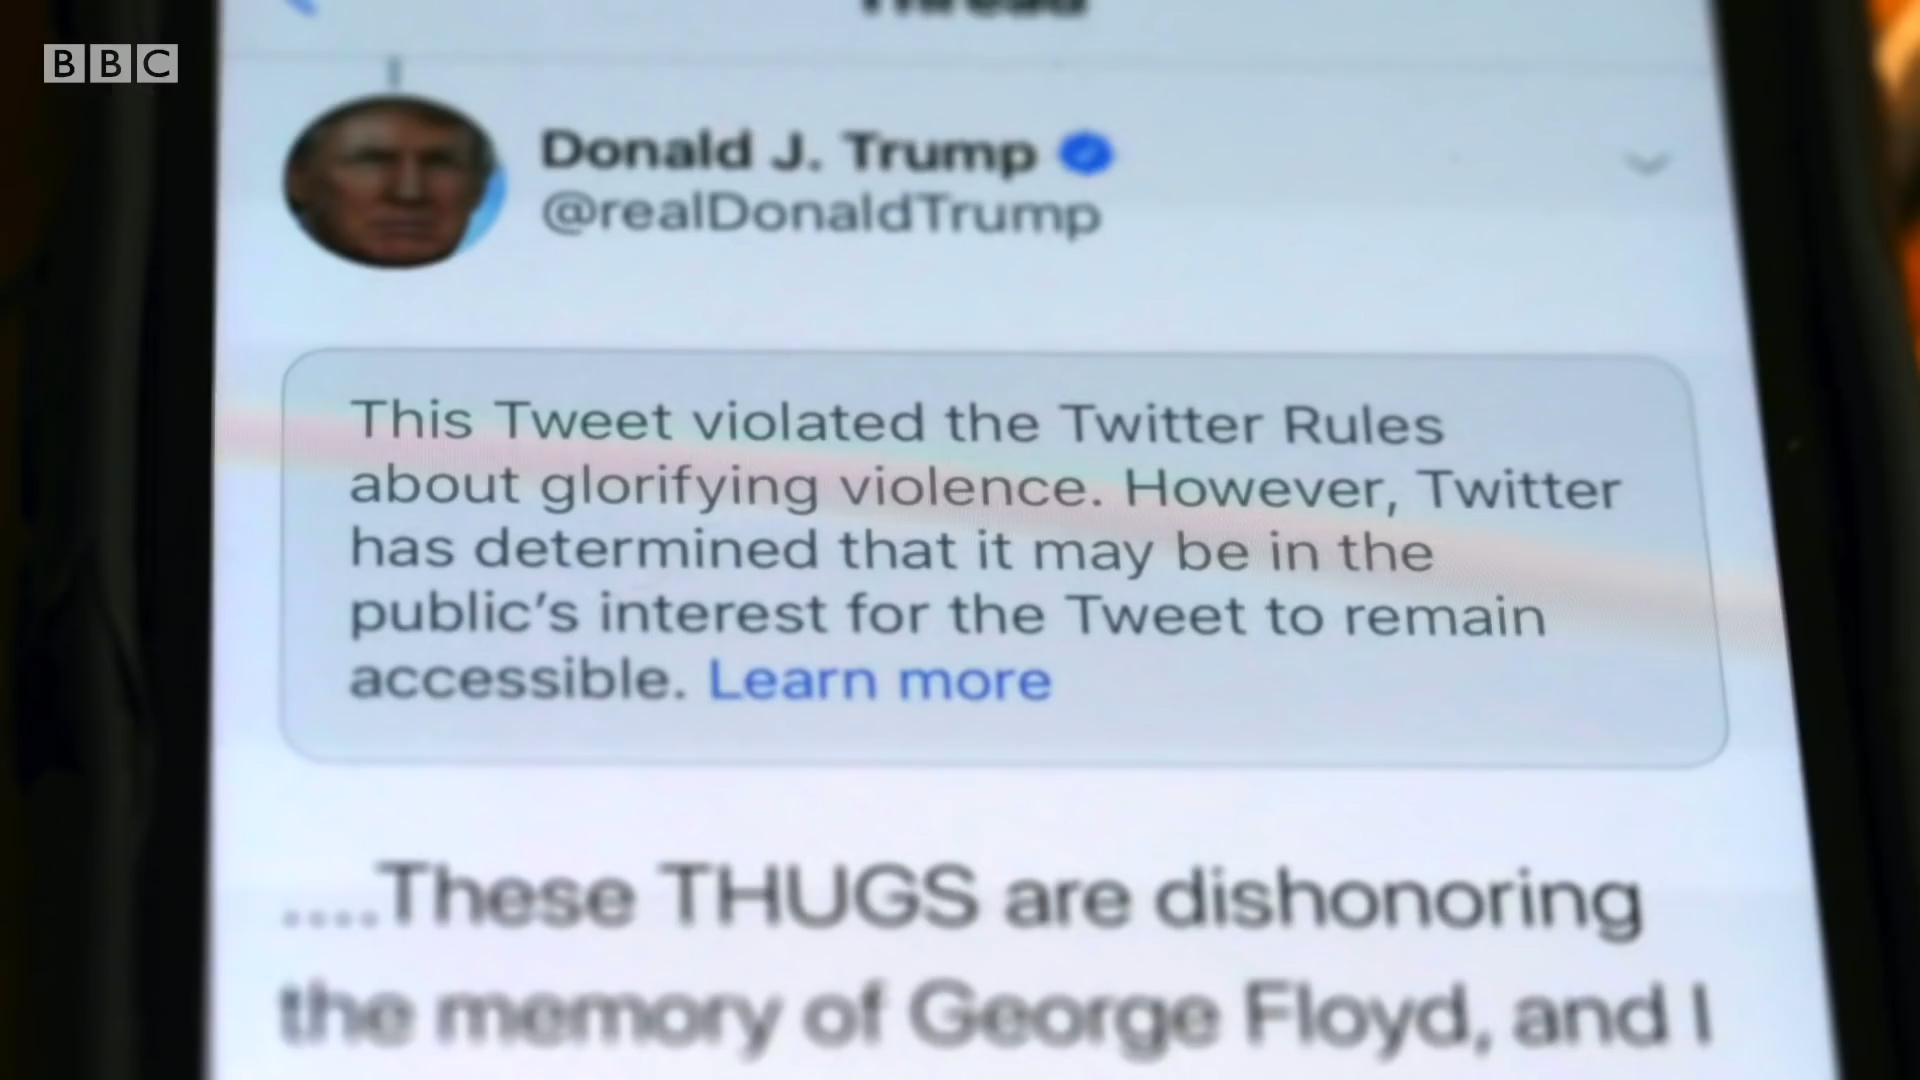 BBC
Thread
Donald J. Trump
@realDonaldTrump
This Tweet violated the Twitter Rules
about glorifying violence. However, Twitter
has determined that it may be in the
public's interest for the Tweet to remain
accessible. Learn more
....These THUGS are dishonoring
the memory of George Floyd, and I